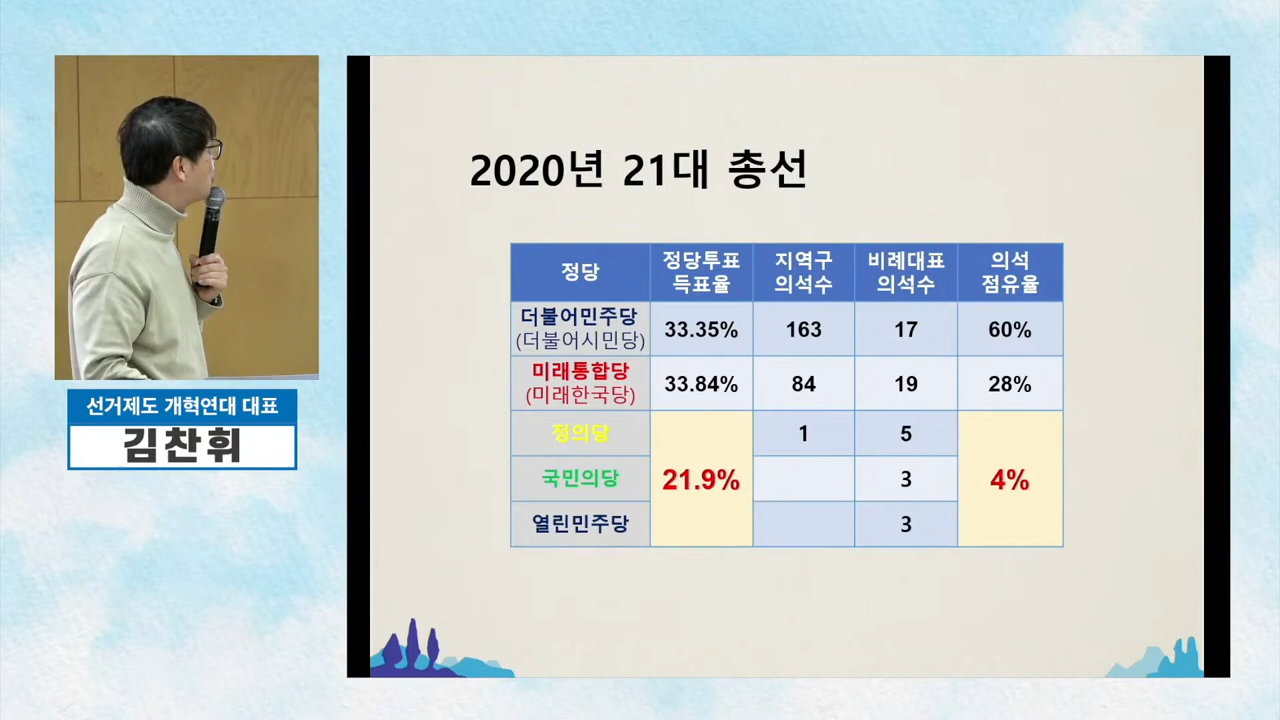 선거제도 개혁연대 대표
김찬휘
2020년 21대 총선
정당 정당투표 득표율 지역구 의석수 비례대표 의석수 의석 점유율
더불어민주당 (더불어시민당) 33.35% 163 17 60%
미래통합당 (미래한국당) 33.84% 84 19 28%
정의당 1 5
국민의당 21.9% 3 4%
열린민주당 3